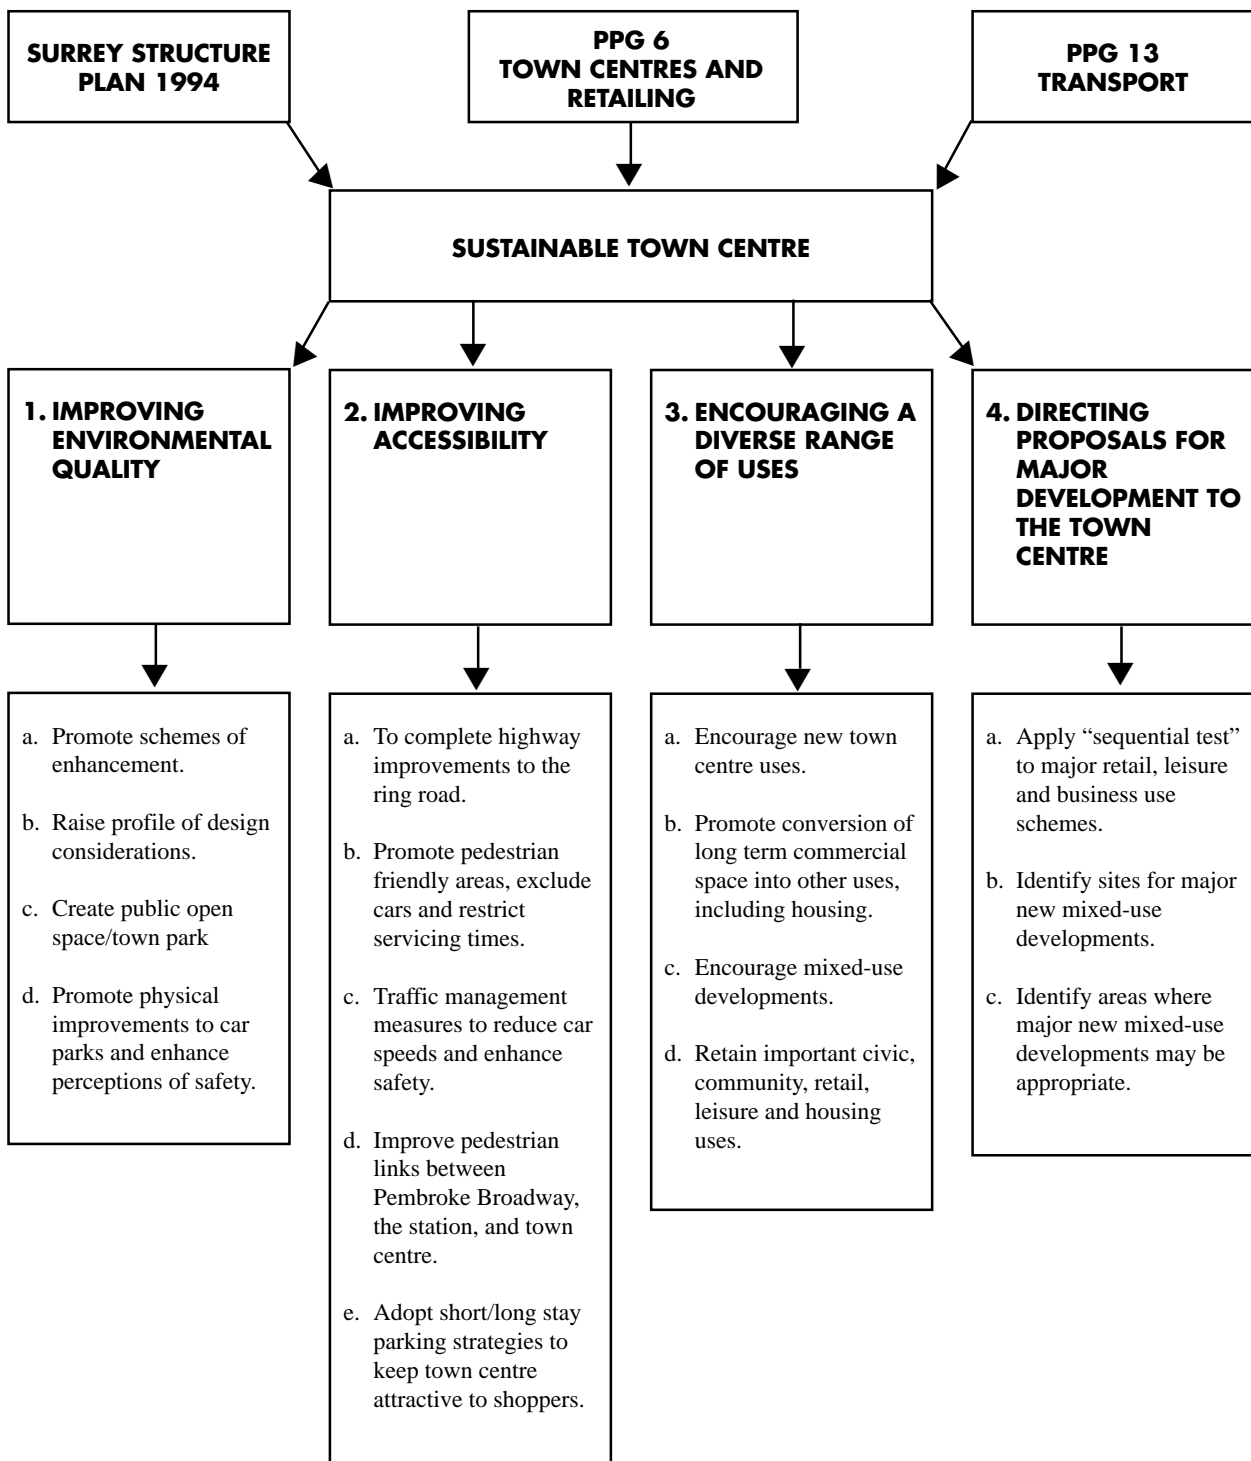 SURREY STRUCTURE
PLAN 1994
PPG 6
TOWN CENTRES AND
RETAILING
PPG 13
TRANSPORT
SUSTAINABLE TOWN CENTRE
1. IMPROVING
ENVIRONMENTAL
QUALITY
2. IMPROVING
ACCESSIBILITY
3. ENCOURAGING A
DIVERSE RANGE
OF USES
4. DIRECTING
PROPOSALS FOR
MAJOR
DEVELOPMENT TO
THE TOWN
CENTRE
a. Promote schemes of
enhancement.
b. Raise profile of design
considerations.
c. Create public open
space/town park
d. Promote physical
improvements to car
parks and enhance
perceptions of safety.
a. To complete highway
improvements to the
ring road.
b. Promote pedestrian
friendly areas, exclude
cars and restrict
servicing times.
c. Traffic management
measures to reduce car
speeds and enhance
safety.
d. Improve pedestrian
links between
Pembroke Broadway,
the station, and town
centre.
e. Adopt short/long stay
parking strategies to
keep town centre
attractive to shoppers.
a. Encourage new town
centre uses.
b. Promote conversion of
long term commercial
space into other uses,
including housing.
c. Encourage mixed-use
developments.
d. Retain important civic,
community, retail,
leisure and housing
uses.
a. Apply “sequential test”
to major retail, leisure
and business use
schemes.
b. Identify sites for major
new mixed-use
developments.
c. Identify areas where
major new mixed-use
developments may be
appropriate.